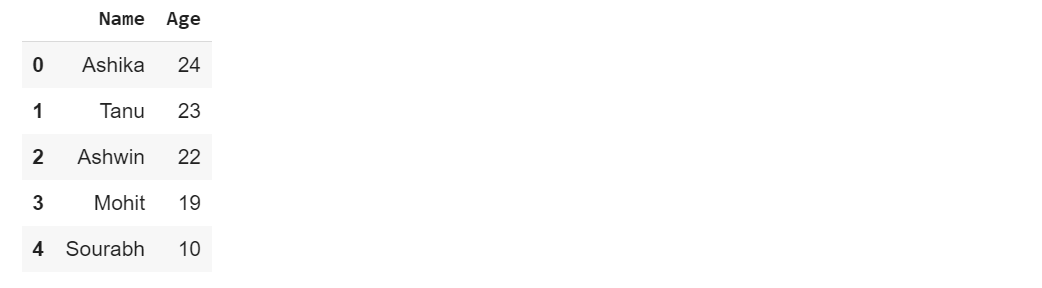 Name Age
0 Ashika 24
1 Tanu 23
2 Ashwin 22
3 Mohit 19
4 Sourabh 10